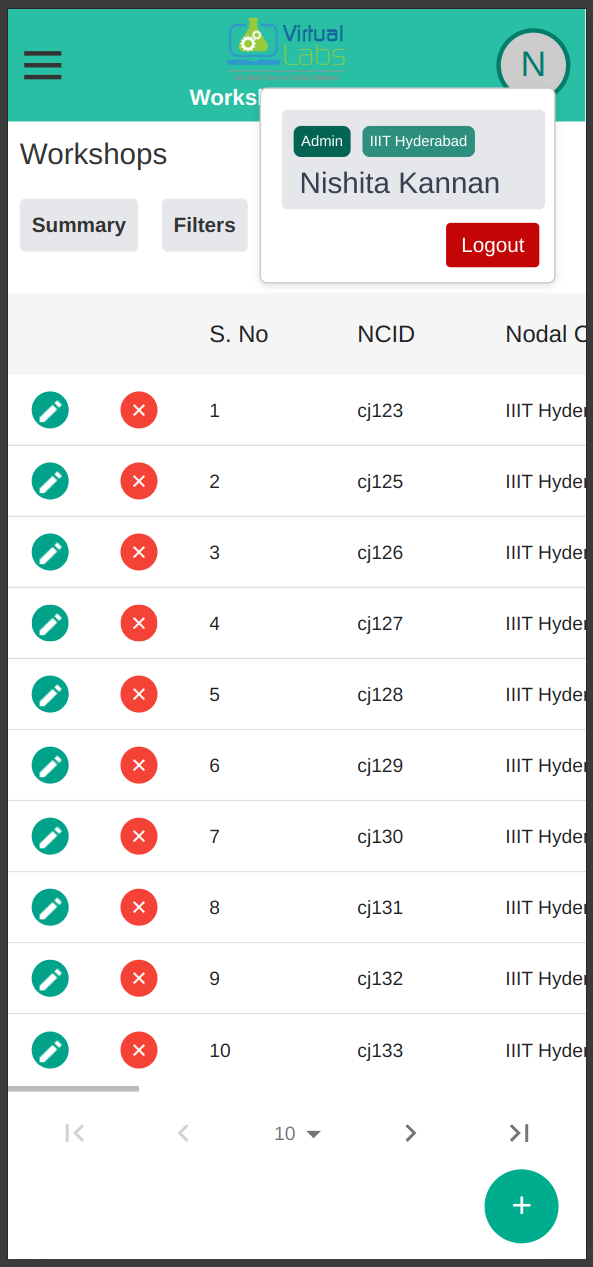 Virtual
Labs
N
Works
Admin IIIT Hyderabad
Nishita Kannan
Logout
Workshops
Summary Filters
S. No NCID Nodal C
1 cj123 IIIT Hyder
2 cj125 IIIT Hyder
3 cj126 IIIT Hyder
4 cj127 IIIT Hyder
5 cj128 IIIT Hyder
6 cj129 IIIT Hyder
7 cj130 IIIT Hyder
8 cj131 IIIT Hyder
9 cj132 IIIT Hyder
10 cj133 IIIT Hyder
10
+